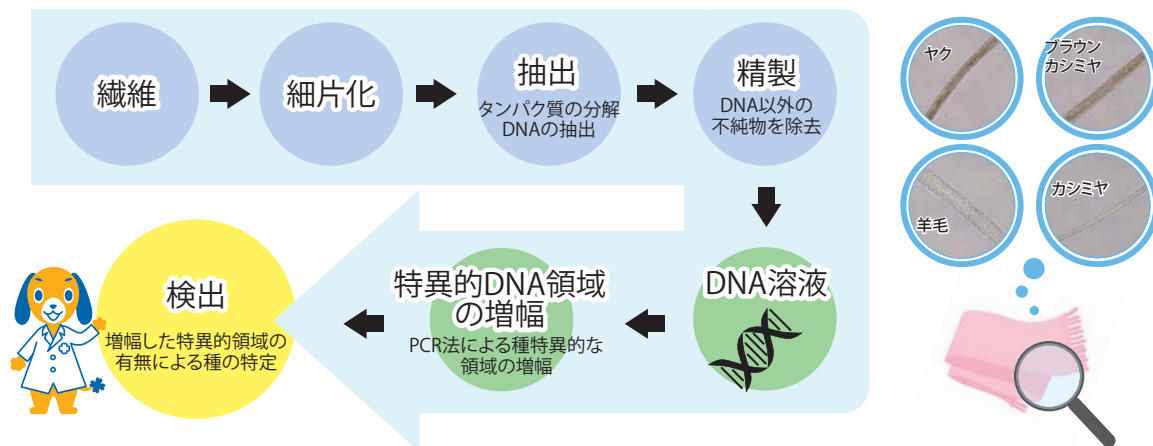 繊維
細片化
抽出
タンパク質の分解
DNAの抽出
精製
DNA以外の
不純物を除去
DNA溶液
特異的DNA領域
の増幅
PCR法による種特異的な
領域の増幅
検出
増幅した特異的領域の
有無による種の特定
ヤク
ブラウン
カシミヤ
羊毛
カシミヤ